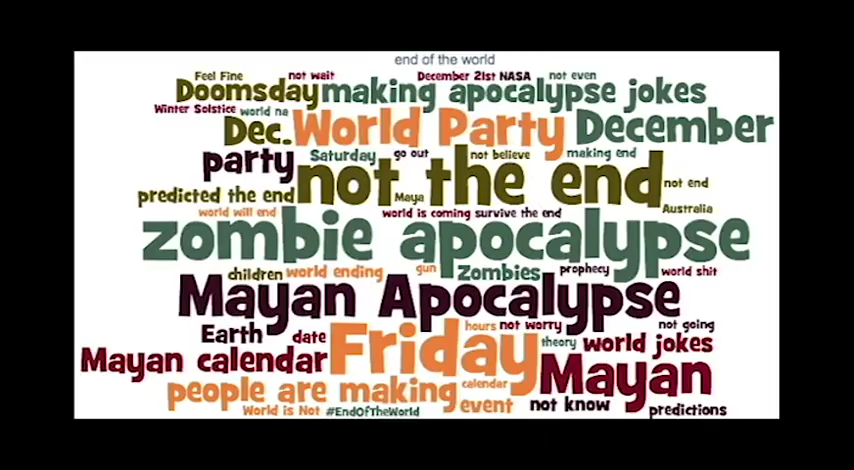 end of the world
Feel Fine not wait December 21st NASA not even
Doomsday making apocalypse jokes
Winter Solstice world na
Dec. World Party December
party Saturday go out not believe making end
predicted the end not the end not end
Maya
world will end world is coming survive the end Australia
zombie apocalypse
children world ending gun zombies prophecy world shit
Mayan Apocalypse
Earth date hours not worry not going
Mayan calendar Friday theory world jokes
people are making calendar Mayan
World is Not #EndOfTheWorld event not know predictions